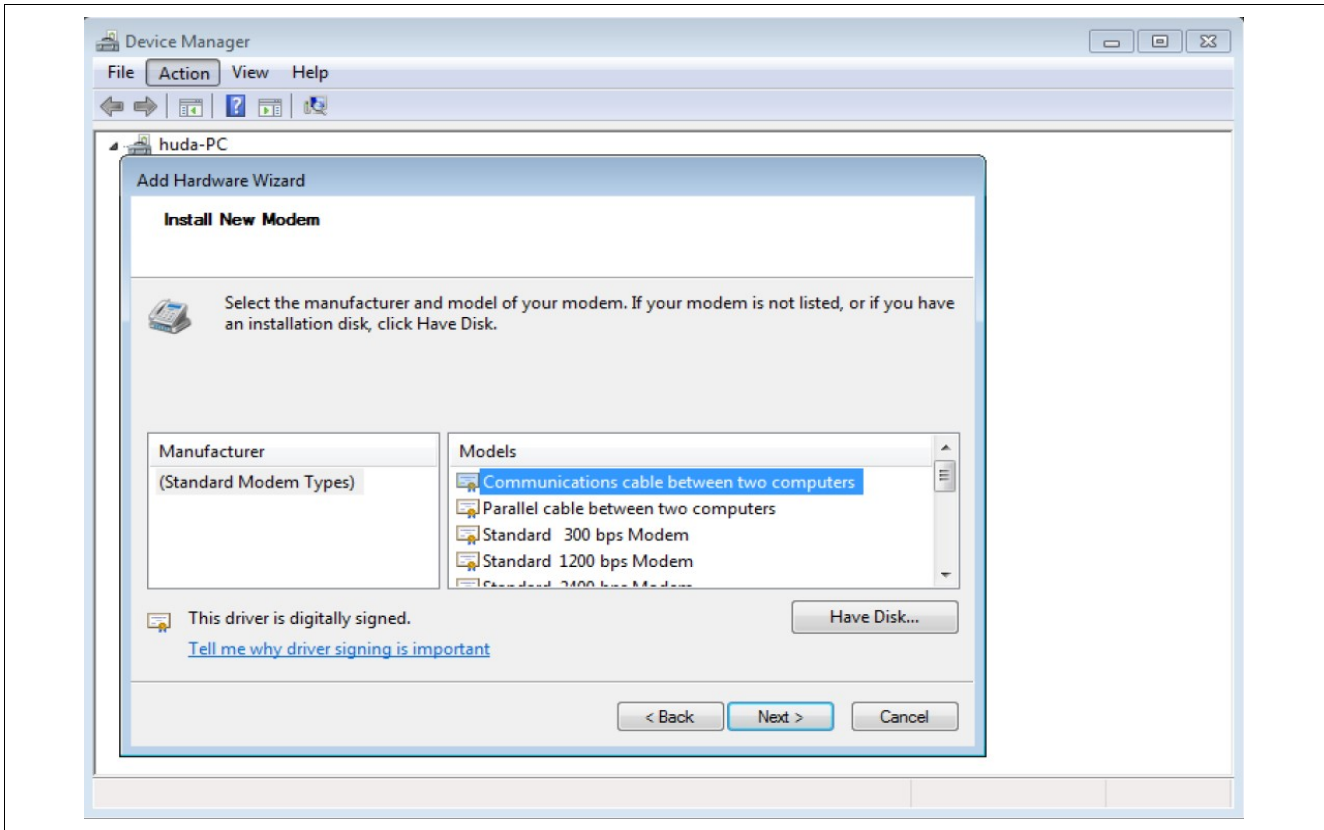 Device Manager
File Action View Help
huda-PC
Add Hardware Wizard
Install New Modem
Select the manufacturer and model of your modem. If your modem is not listed, or if you have
an installation disk, click Have Disk.
Manufacturer
(Standard Modem Types)
Models
Communications cable between two computers
Parallel cable between two computers
Standard 300 bps Modem
Standard 1200 bps Modem
Standard 2400 bps Modem
This driver is digitally signed.
Have Disk...
Tell me why driver signing is important
< Back Next > Cancel